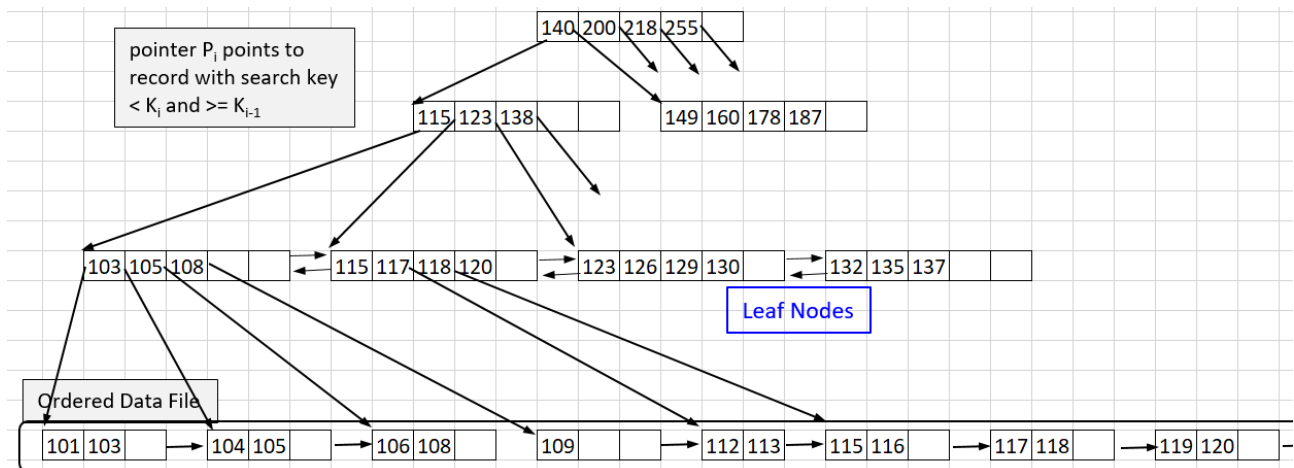 140 200 218 255
pointer Pi points to
record with search key
< Ki and >= Ki-1
115 123 138
149 160 178 187
103 105 108
115 117 118 120
123 126 129 130
132 135 137
Leaf Nodes
Ordered Data File
101 103
104 105
106 108
109
112 113
115 116
117 118
119 120